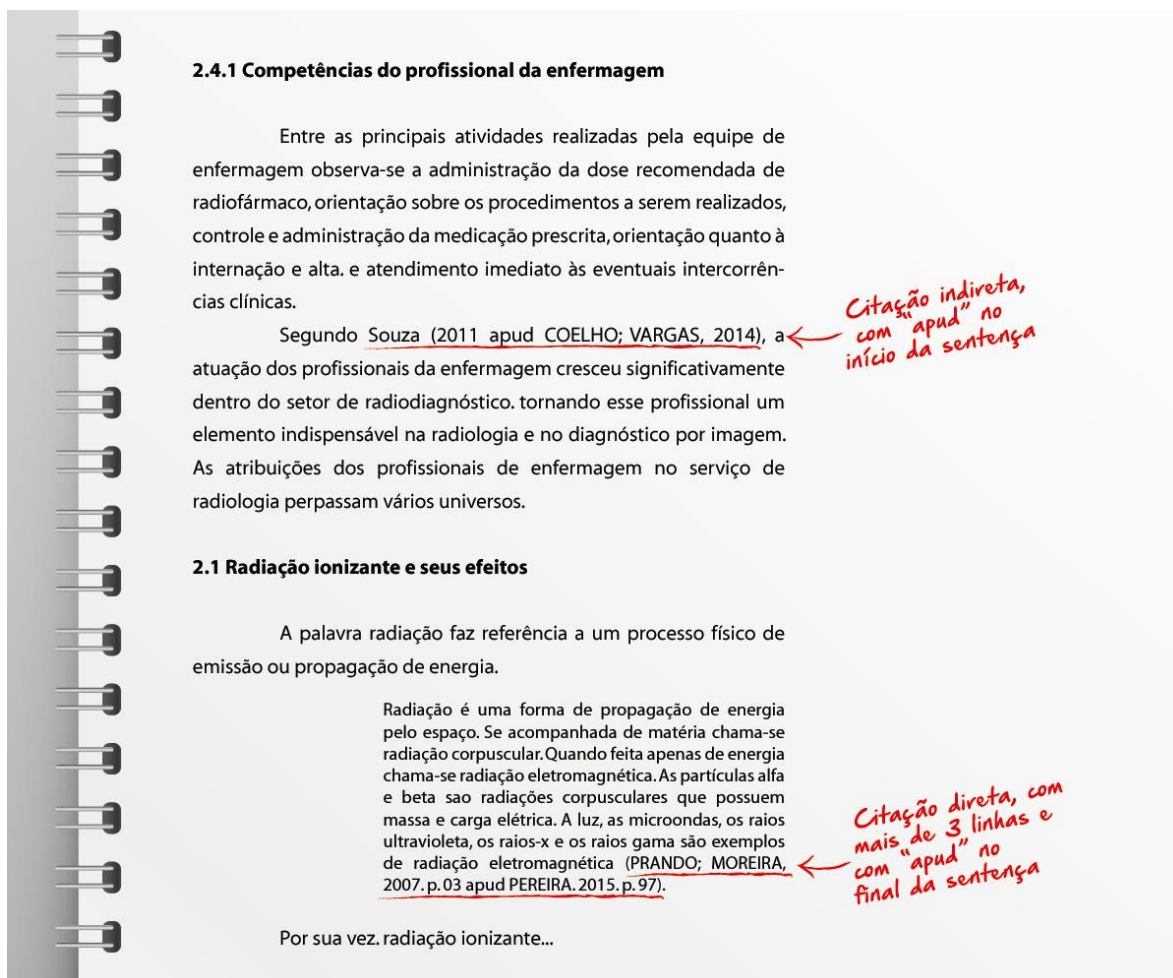 2.4.1 Competências do profissional da enfermagem
Entre as principais atividades realizadas pela equipe de
enfermagem observa-se a administração da dose recomendada de
radiofármaco, orientação sobre os procedimentos a serem realizados,
controle e administração da medicação prescrita, orientação quanto à
internação e alta. e atendimento imediato às eventuais intercorrên-
cias clínicas.
Segundo Souza (2011 apud COELHO; VARGAS, 2014), a
atuação dos profissionais da enfermagem cresceu significativamente
dentro do setor de radiodiagnóstico. tornando esse profissional um
elemento indispensável na radiologia e no diagnóstico por imagem.
As atribuições dos profissionais de enfermagem no serviço de
radiologia perpassam vários universos.
Citação indireta,
com "apud" no
início da sentença
2.1 Radiação ionizante e seus efeitos
A palavra radiação faz referência a um processo físico de
emissão ou propagação de energia.
Radiação é uma forma de propagação de energia
pelo espaço. Se acompanhada de matéria chama-se
radiação corpuscular. Quando feita apenas de energia
chama-se radiação eletromagnética. As partículas alfa
e beta sao radiações corpusculares que possuem
massa e carga elétrica. A luz, as microondas, os raios
ultravioleta, os raios-x e os raios gama são exemplos
de radiação eletromagnética (PRANDO; MOREIRA,
2007. p. 03 apud PEREIRA. 2015. p. 97).
Citação direta, com
mais de 3 linhas e
com "apud" no
final da sentença
Por sua vez. radiação ionizante...